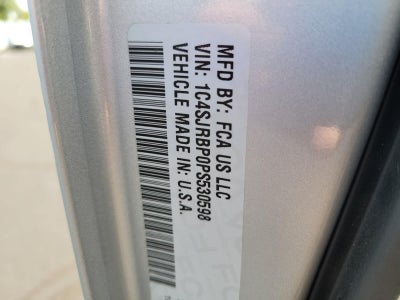 MFD BY: FCA US LLC
VIN: 1C4SJRBP0PS530598
VEHICLE MADE IN: U.S.A.